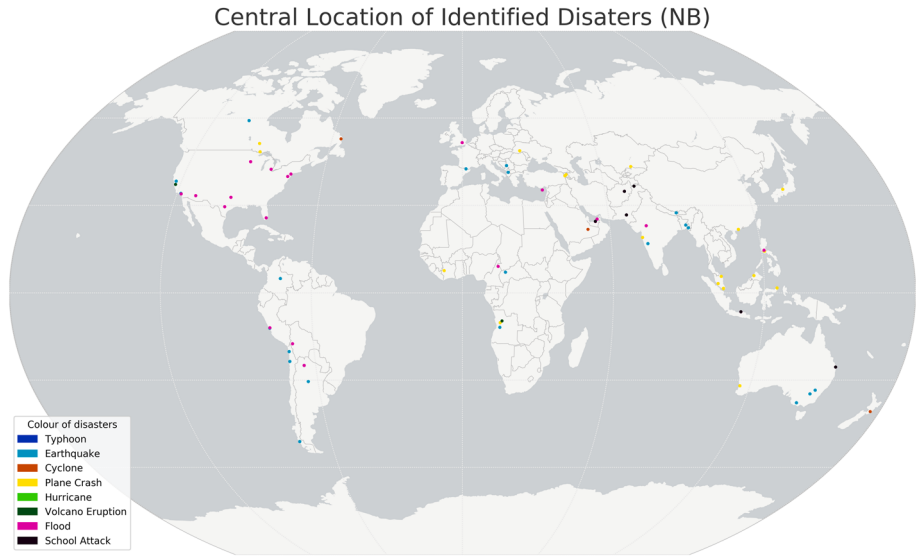 Central Location of Identified Disaters (NB)
Colour of disasters
Typhoon
Earthquake
Cyclone
Plane Crash
Hurricane
Volcano Eruption
Flood
School Attack